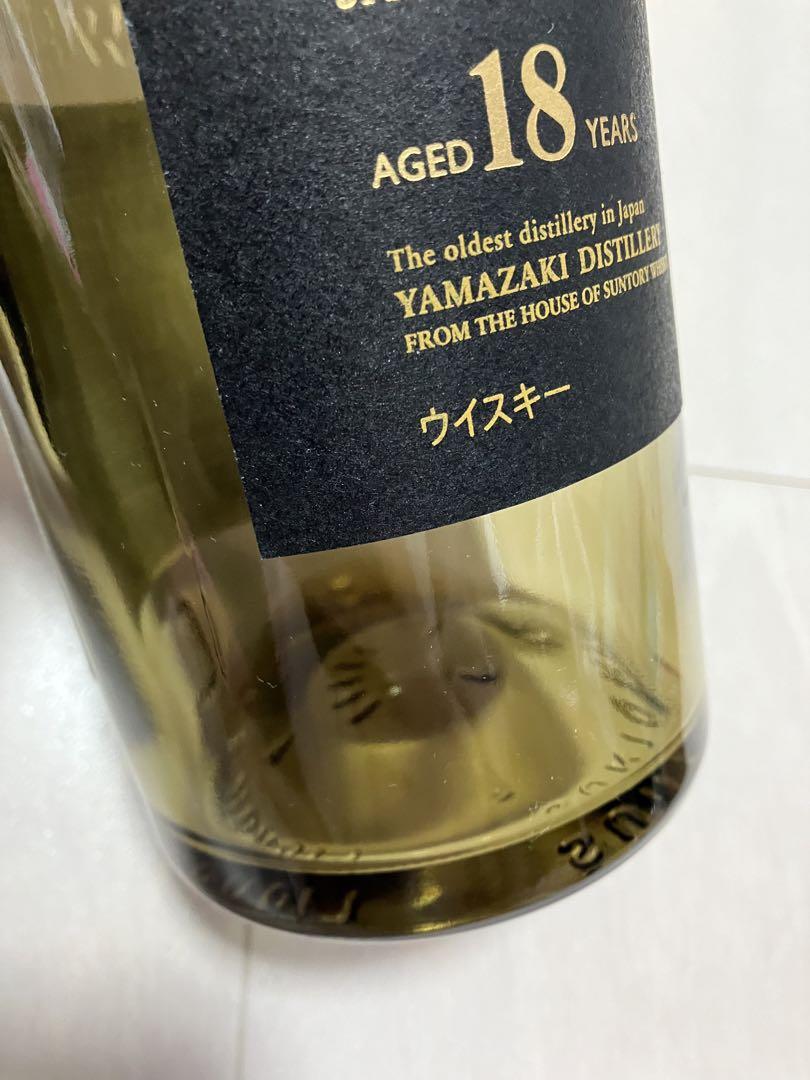 AGED 18 YEARS
The oldest distillery in Japan
YAMAZAKI DISTILLERY
FROM THE HOUSE OF SUNTORY
ウイスキー